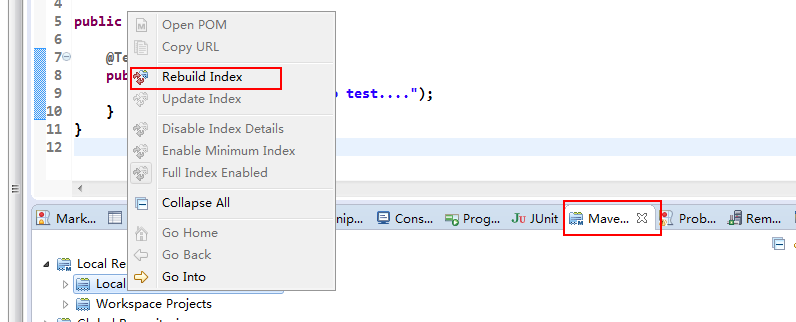 4
5 public
6
7 @Te
8 pub
9 o test....");
10 }
11 }
12
Open POM
Copy URL
Rebuild Index
Update Index
Disable Index Details
Enable Minimum Index
Full Index Enabled
Collapse All
Go Home
Go Back
Go Into
Mark... nip... Cons... Prog... JUnit Mave... Prob... Rem...
Local Re
Local
Workspace Projects